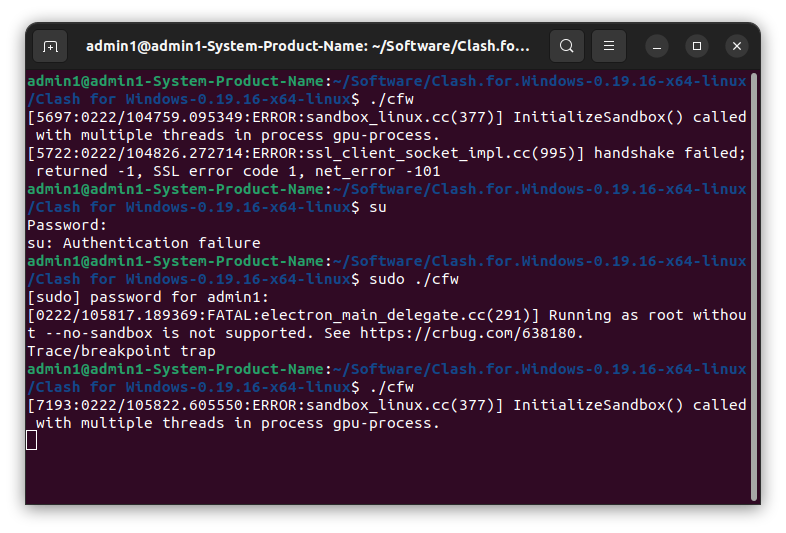 admin1@admin1-System-Product-Name: ~/Software/Clash.fo...
admin1@admin1-System-Product-Name:~/Software/Clash.for.Windows-0.19.16-x64-linux
/Clash for Windows-0.19.16-x64-linux$ ./cfw
[5697:0222/104759.095349:ERROR:sandbox_linux.cc(377)] InitializeSandbox() called
with multiple threads in process gpu-process.
[5722:0222/104826.272714:ERROR:ssl_client_socket_impl.cc(995)] handshake failed;
returned -1, SSL error code 1, net_error -101
admin1@admin1-System-Product-Name:~/Software/Clash.for.Windows-0.19.16-x64-linux
/Clash for Windows-0.19.16-x64-linux$ su
Password:
su: Authentication failure
admin1@admin1-System-Product-Name:~/Software/Clash.for.Windows-0.19.16-x64-linux
/Clash for Windows-0.19.16-x64-linux$ sudo ./cfw
[sudo] password for admin1:
[0222/105817.189369:FATAL:electron_main_delegate.cc(291)] Running as root withou
t --no-sandbox is not supported. See https://crbug.com/638180.
Trace/breakpoint trap
admin1@admin1-System-Product-Name:~/Software/Clash.for.Windows-0.19.16-x64-linux
/Clash for Windows-0.19.16-x64-linux$ ./cfw
[7193:0222/105822.605550:ERROR:sandbox_linux.cc(377)] InitializeSandbox() called
with multiple threads in process gpu-process.